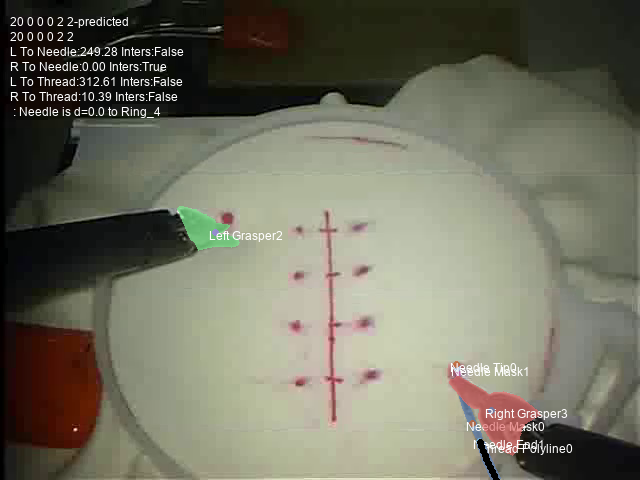 20 0 0 0 2 2-predicted
20 0 0 0 2 2
L To Needle:249.28 Inters:False
R To Needle:0.00 Inters:True
L To Thread:312.61 Inters:False
R To Thread:10.39 Inters:False
: Needle is d=0.0 to Ring_4
Left Grasper2
Needle Tip0
Needle Mask1
Right Grasper3
Needle Mask0
Needle End1
Thread Polyline0